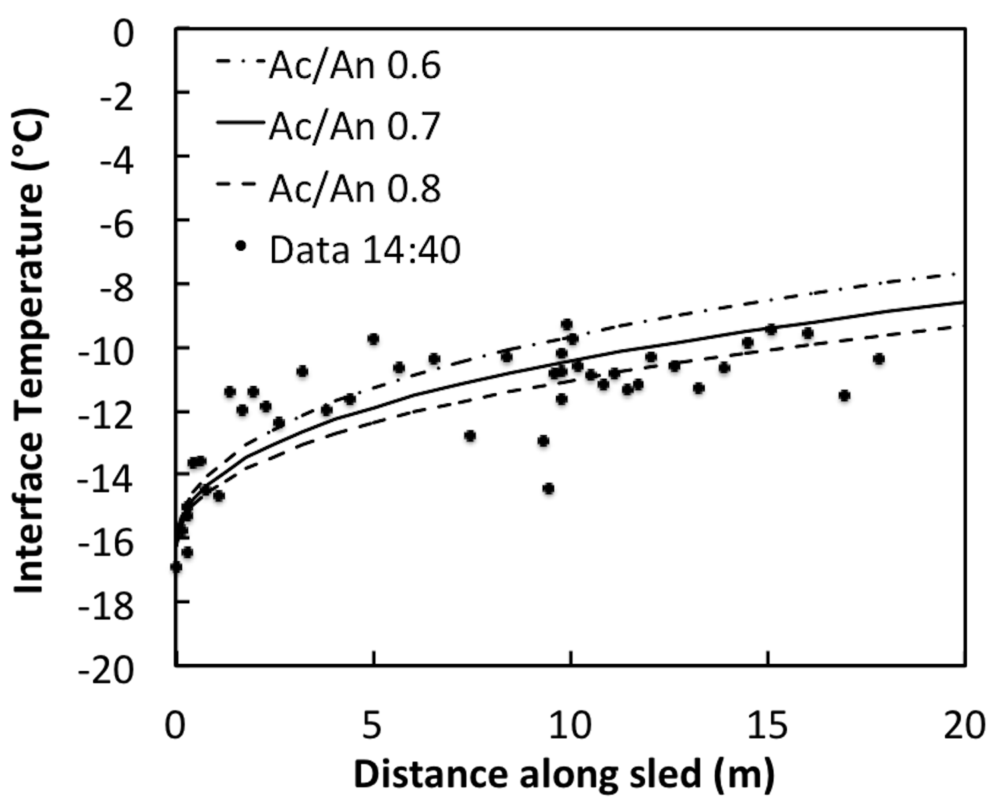 0
-2
-4
-6
-8
-10
-12
-14
-16
-18
-20
Interface Temperature (°C)
Ac/An 0.6
Ac/An 0.7
Ac/An 0.8
Data 14:40
0 5 10 15 20
Distance along sled (m)